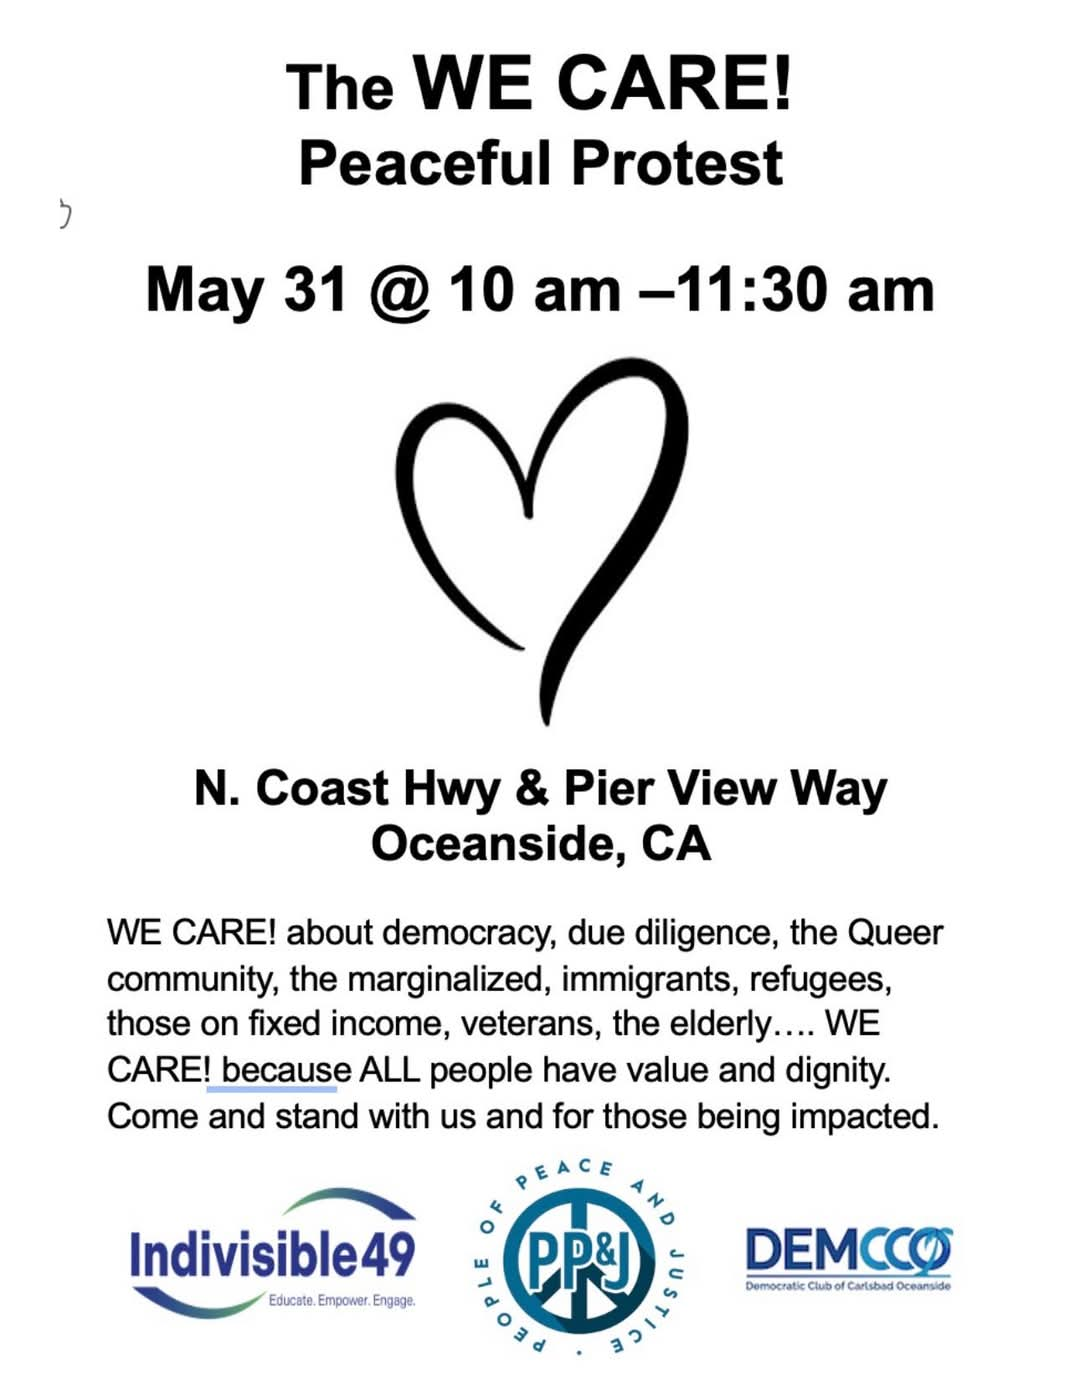 The WE CARE!
Peaceful Protest
May 31 @ 10 am –11:30 am
N. Coast Hwy & Pier View Way
Oceanside, CA
WE CARE! about democracy, due diligence, the Queer
community, the marginalized, immigrants, refugees,
those on fixed income, veterans, the elderly…. WE
CARE! because ALL people have value and dignity.
Come and stand with us and for those being impacted.
Indivisible49
Educate. Empower. Engage.
PEOPLE OF PEACE AND JUSTICE •
PP&J
DEMCCO
Democratic Club of Carlsbad Oceanside